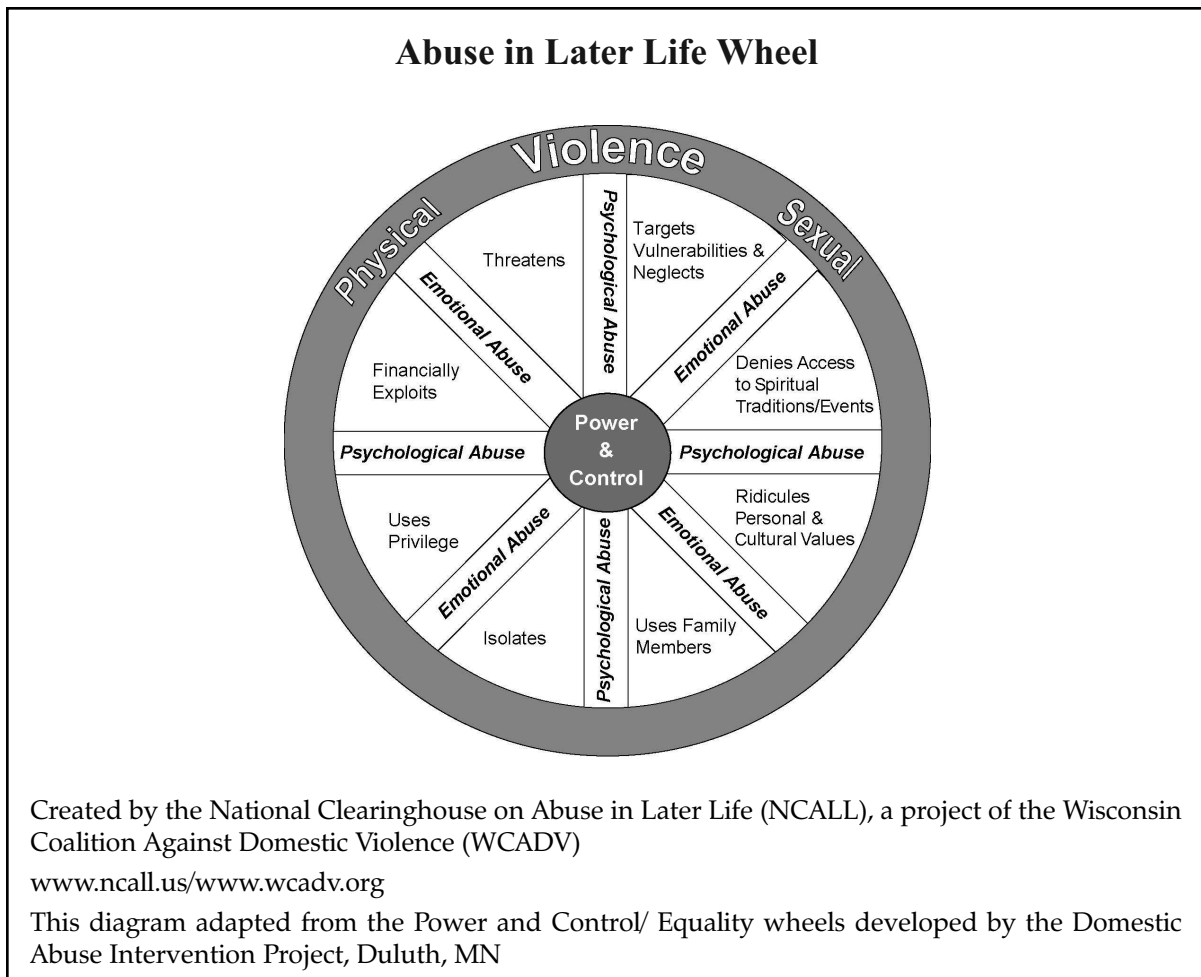 Abuse in Later Life Wheel
Violence
Physical
Sexual
Psychological Abuse
Targets
Vulnerabilities &
Neglects
Threatens
Emotional Abuse
Emotional Abuse
Financially
Exploits
Denies Access
to Spiritual
Traditions/Events
Power
&
Control
Psychological Abuse
Psychological Abuse
Uses
Privilege
Ridicules
Personal &
Cultural Values
Emotional Abuse
Emotional Abuse
Isolates
Psychological Abuse
Uses Family
Members
Created by the National Clearinghouse on Abuse in Later Life (NCALL), a project of the Wisconsin
Coalition Against Domestic Violence (WCADV)
www.ncall.us/www.wcadv.org
This diagram adapted from the Power and Control/ Equality wheels developed by the Domestic
Abuse Intervention Project, Duluth, MN